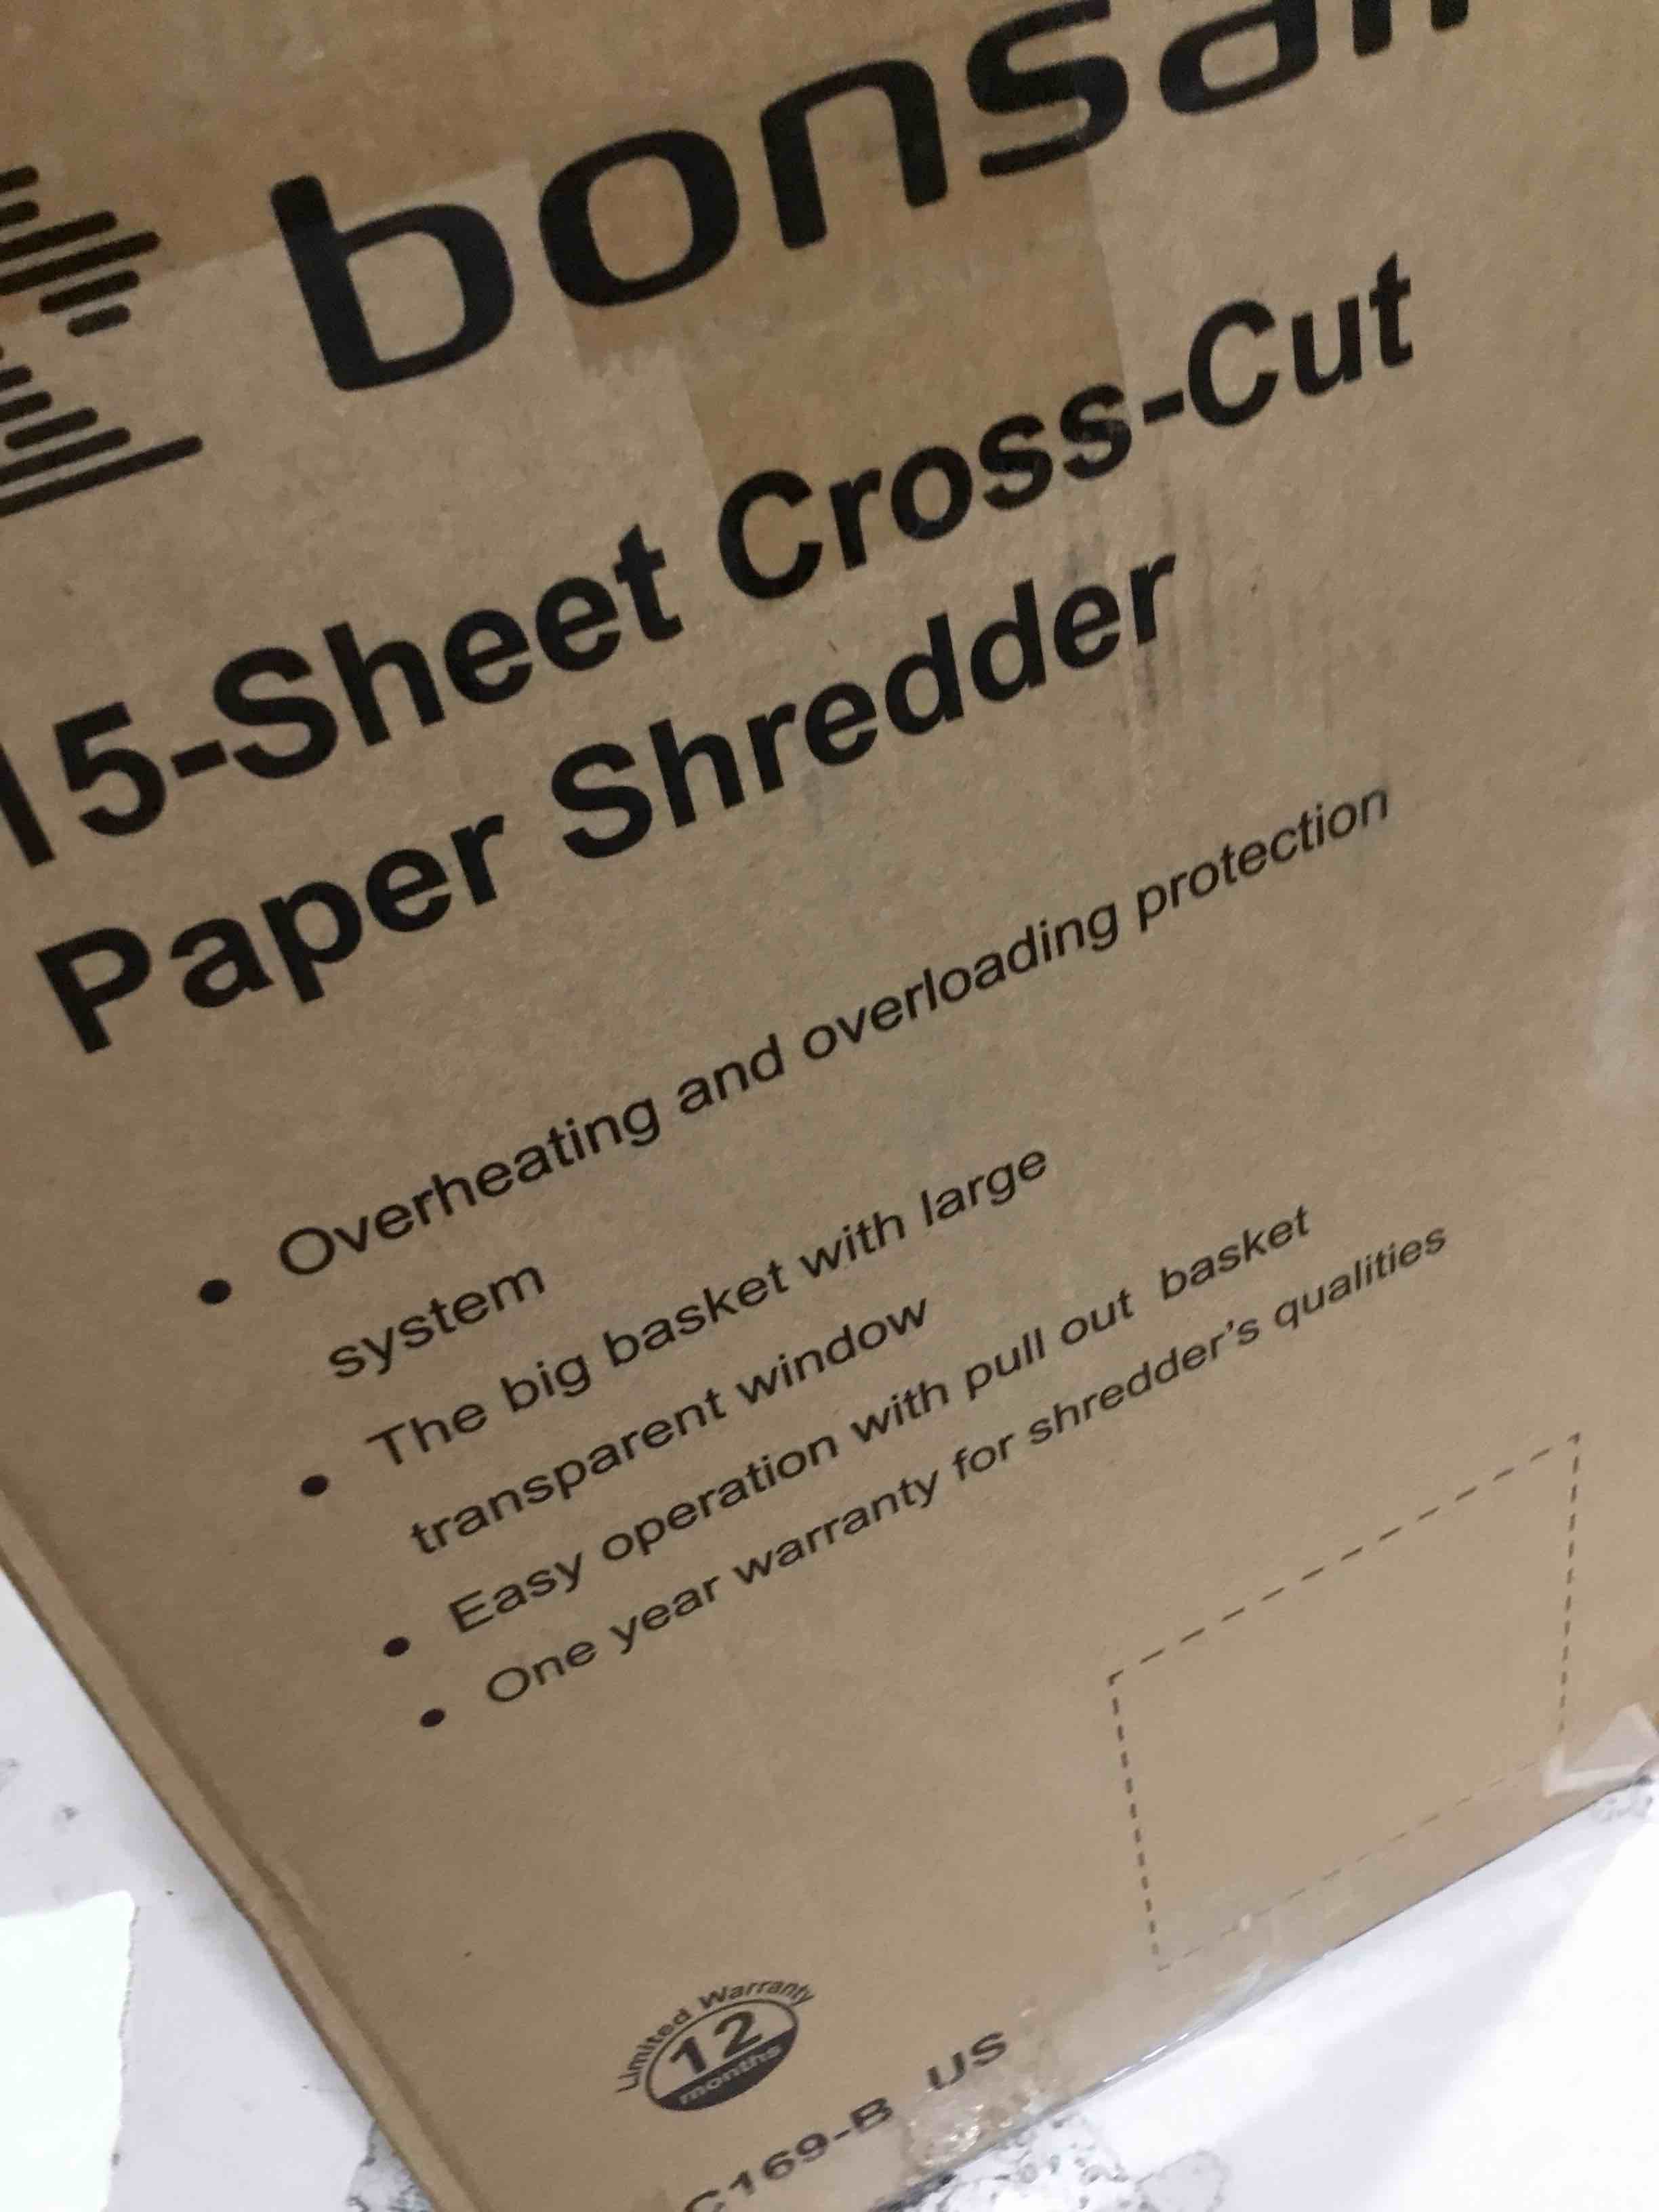 bonsai
15-Sheet Cross-Cut
Paper Shredder
• Overheating and overloading protection
system
• The big basket with large
transparent window
• Easy operation with pull out basket
• One year warranty for shredder's qualities
Limited Warranty
12
months
C169-B US